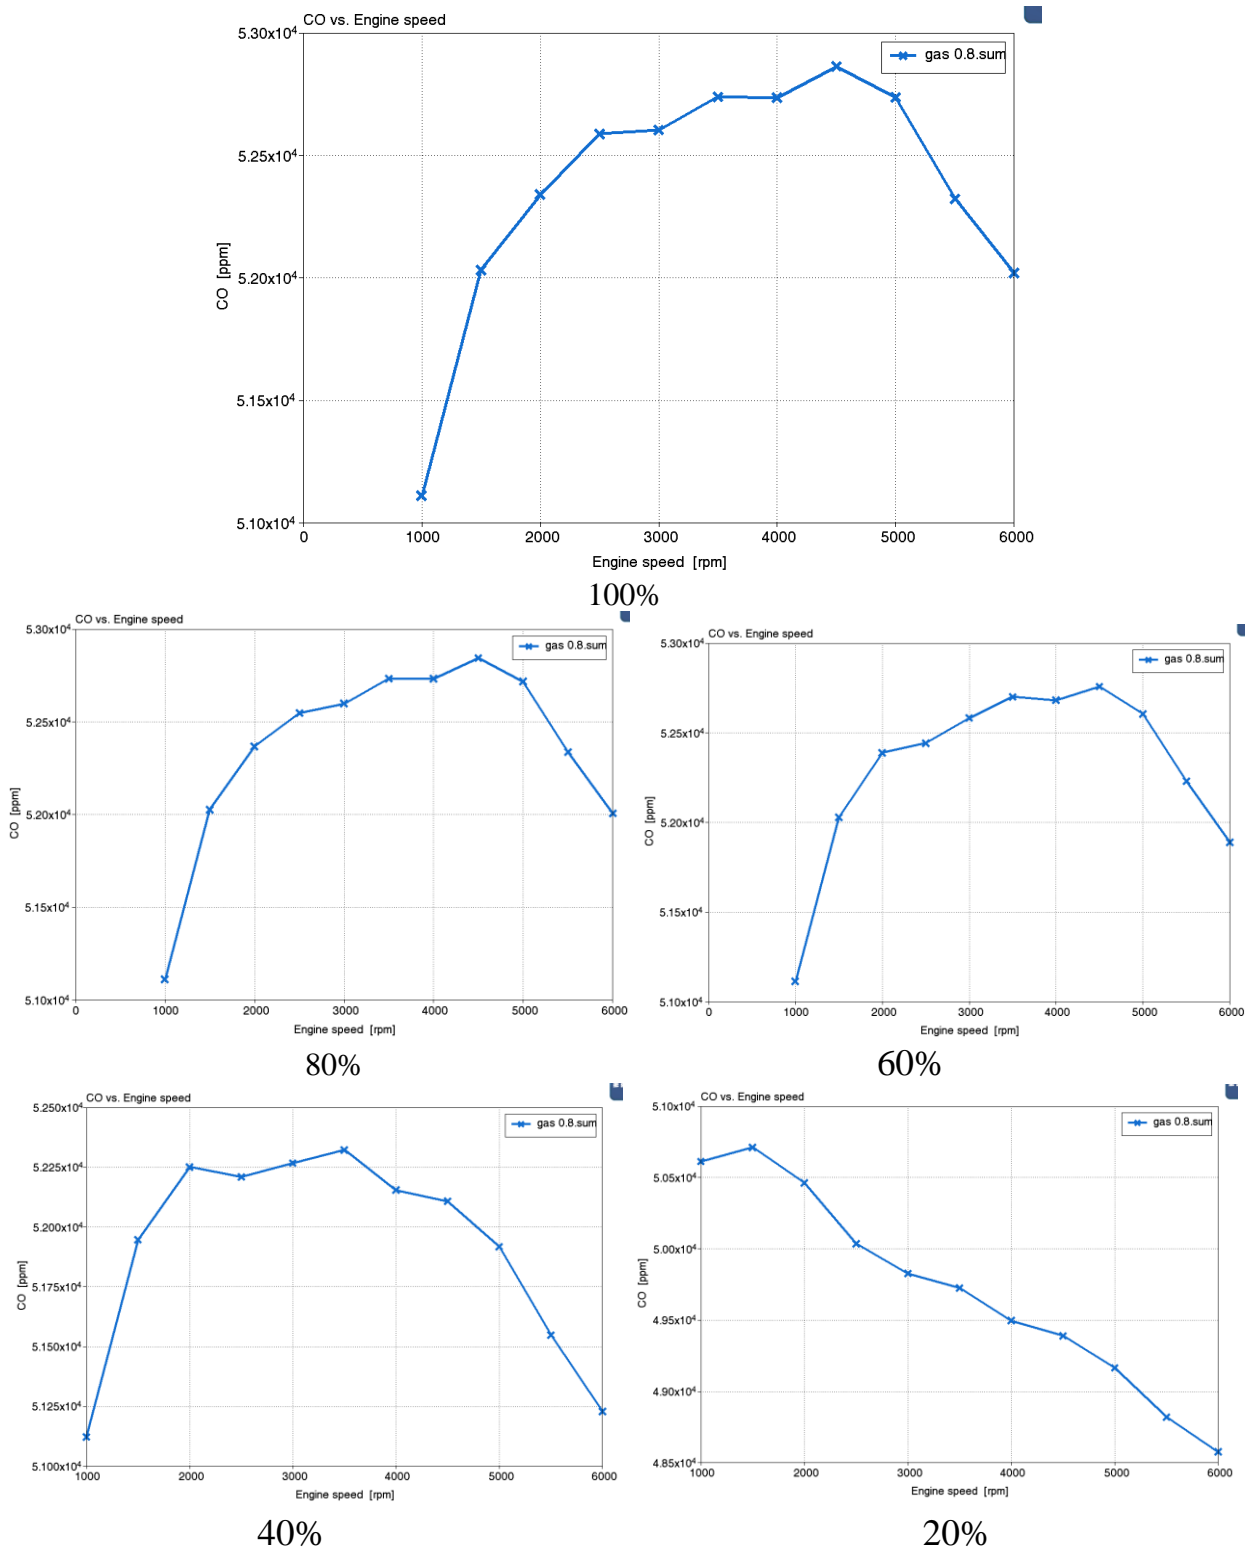 CO vs. Engine speed
5.30x10⁴
gas 0.8.sum
5.25x10⁴
5.20x10⁴
CO [ppm]
5.15x10⁴
5.10x10⁴
0 1000 2000 3000 4000 5000 6000
Engine speed [rpm]
100%
CO vs. Engine speed
5.30x10⁴
gas 0.8.sum
5.25x10⁴
5.20x10⁴
CO [ppm]
5.15x10⁴
5.10x10⁴
0 1000 2000 3000 4000 5000 6000
Engine speed [rpm]
80%
CO vs. Engine speed
5.30x10⁴
gas 0.8.sum
5.25x10⁴
5.20x10⁴
CO [ppm]
5.15x10⁴
5.10x10⁴
0 1000 2000 3000 4000 5000 6000
Engine speed [rpm]
60%
CO vs. Engine speed
5.250x10⁴
gas 0.8.sum
5.225x10⁴
5.200x10⁴
5.175x10⁴
CO [ppm]
5.150x10⁴
5.125x10⁴
5.100x10⁴
1000 2000 3000 4000 5000 6000
Engine speed [rpm]
40%
CO vs. Engine speed
5.10x10⁴
gas 0.8.sum
5.05x10⁴
5.00x10⁴
CO [ppm]
4.95x10⁴
4.90x10⁴
4.85x10⁴
1000 2000 3000 4000 5000 6000
Engine speed [rpm]
20%